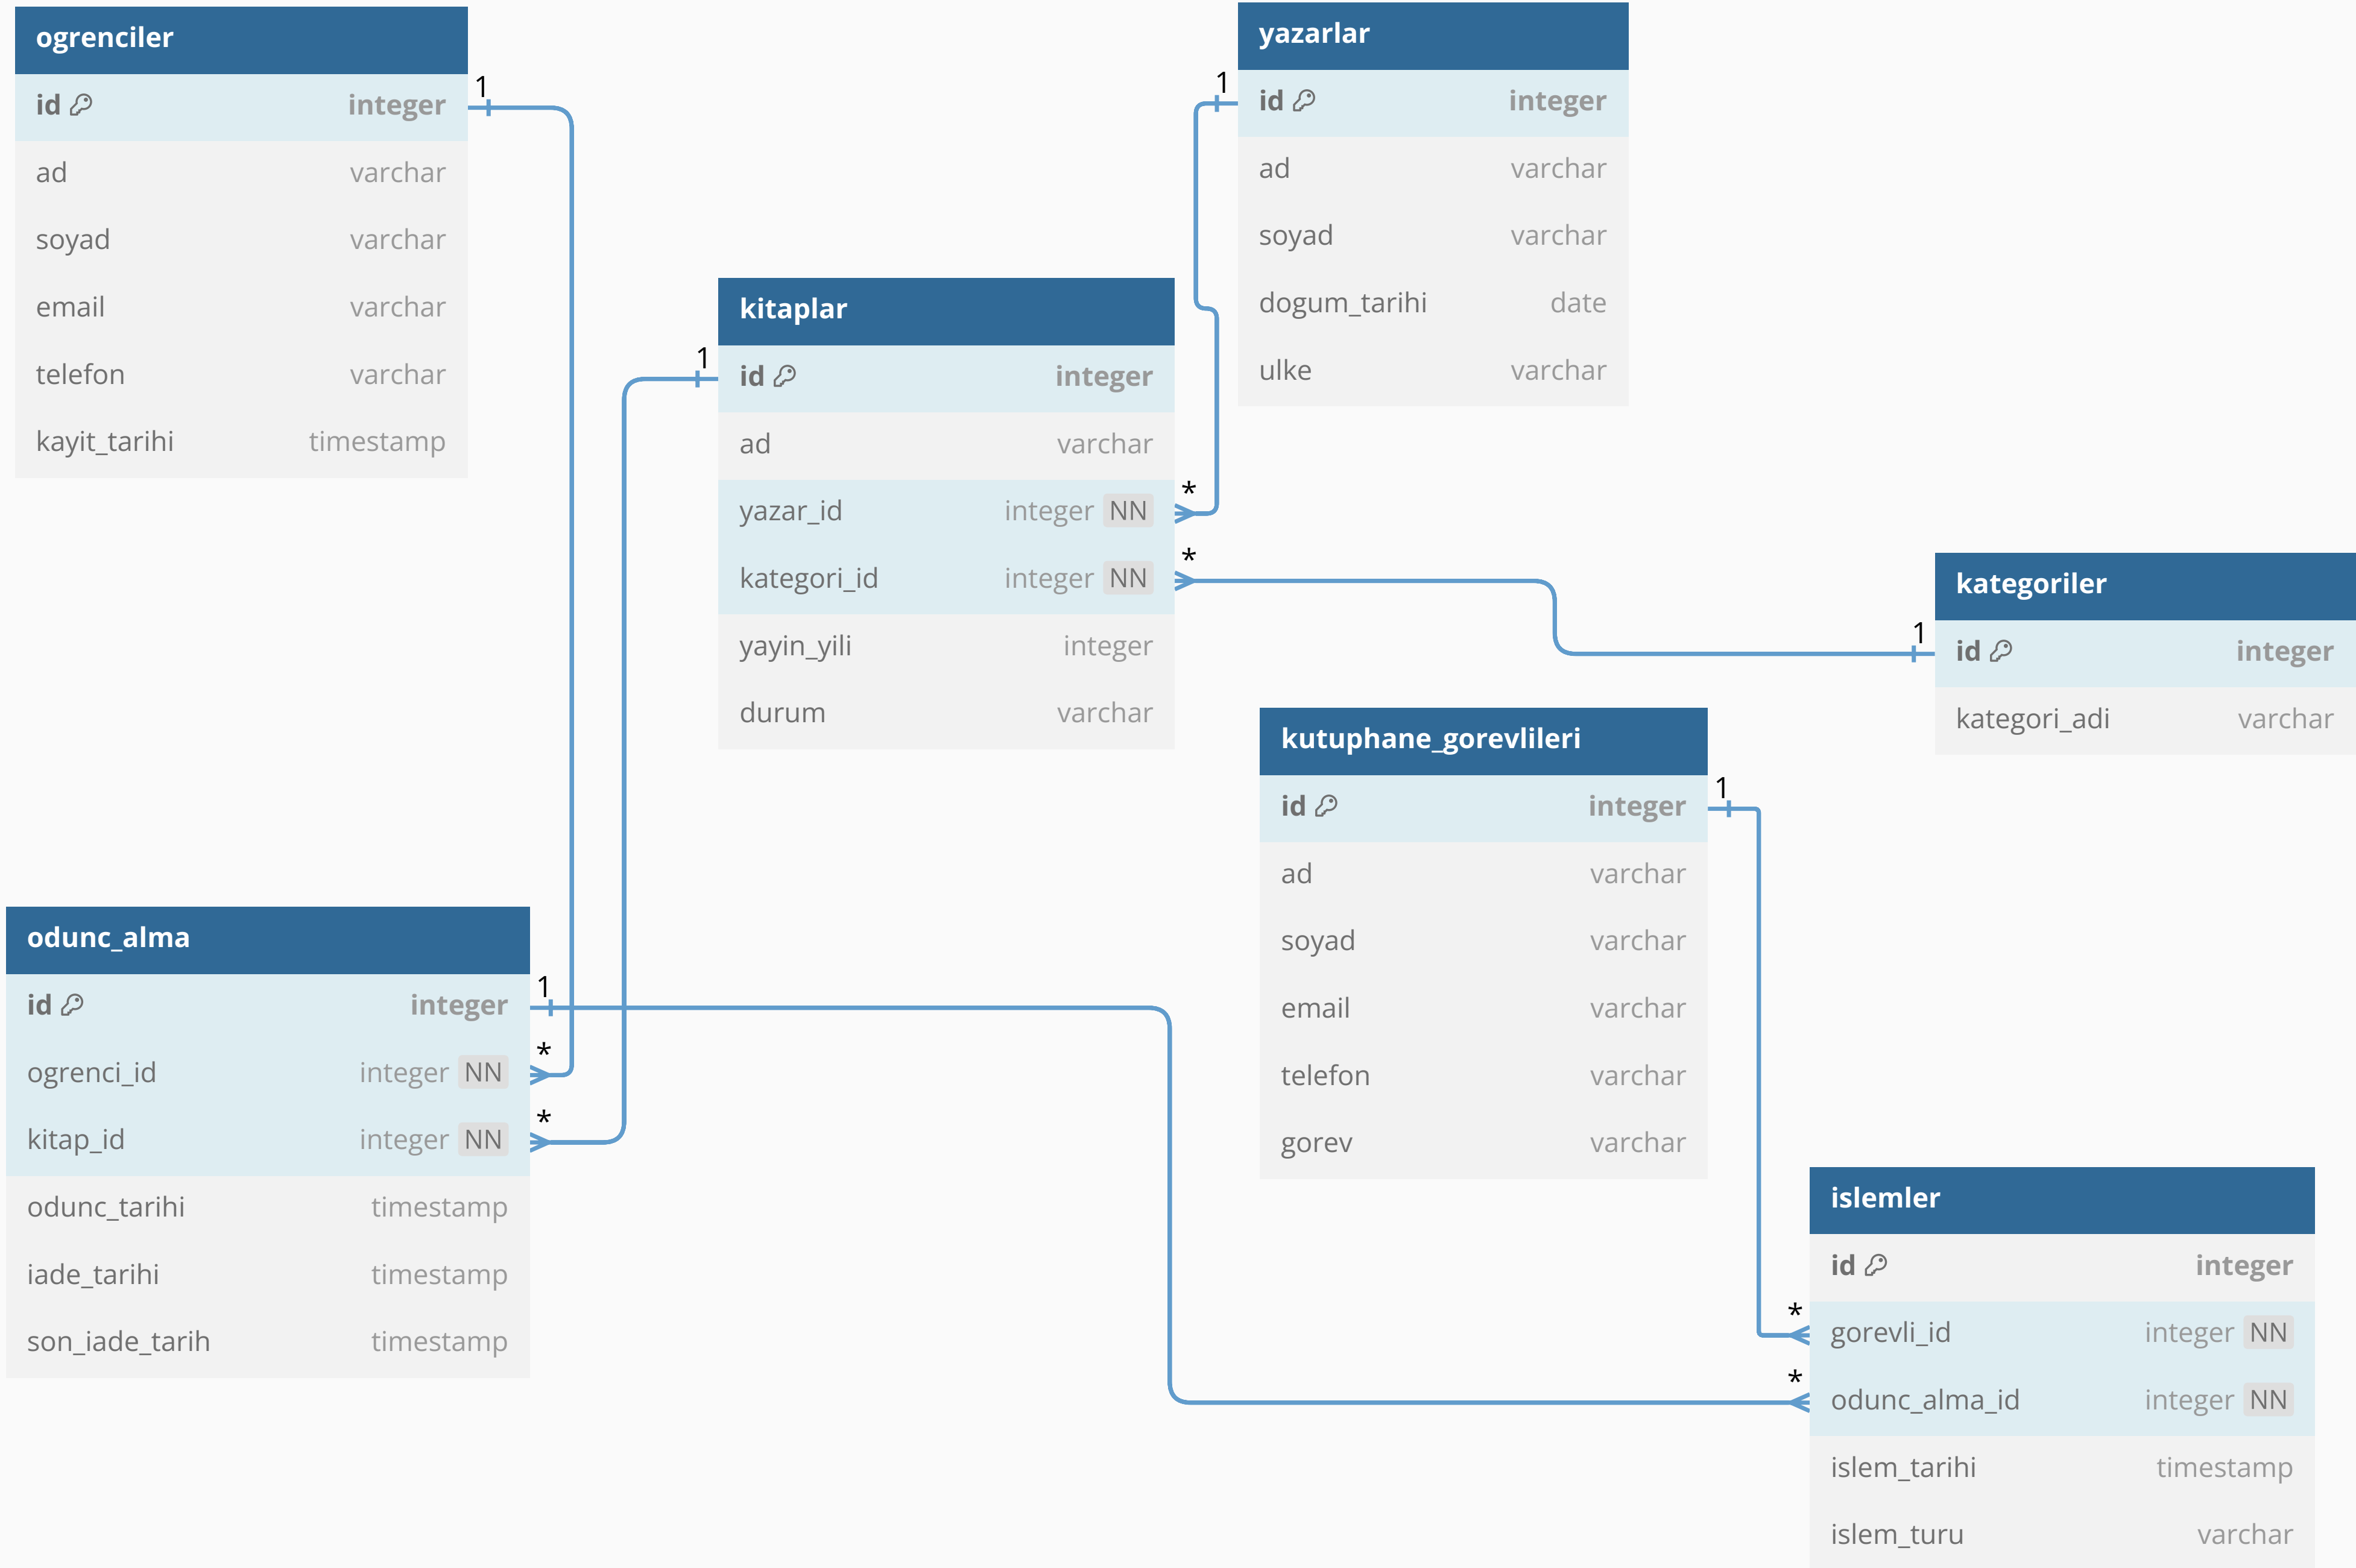 ogrenciler
id integer
ad varchar
soyad varchar
email varchar
telefon varchar
kayit_tarihi timestamp
1
yazarlar
id integer
ad varchar
soyad varchar
dogum_tarihi date
ulke varchar
1
kitaplar
id integer
ad varchar
yazar_id integer NN
kategori_id integer NN
yayin_yili integer
durum varchar
1
*
*
kategoriler
id integer
kategori_adi varchar
1
kutuphane_gorevlileri
id integer
ad varchar
soyad varchar
email varchar
telefon varchar
gorev varchar
1
odunc_alma
id integer
ogrenci_id integer NN
kitap_id integer NN
odunc_tarihi timestamp
iade_tarihi timestamp
son_iade_tarih timestamp
1
*
*
islemler
id integer
gorevli_id integer NN
odunc_alma_id integer NN
islem_tarihi timestamp
islem_turu varchar
*
*